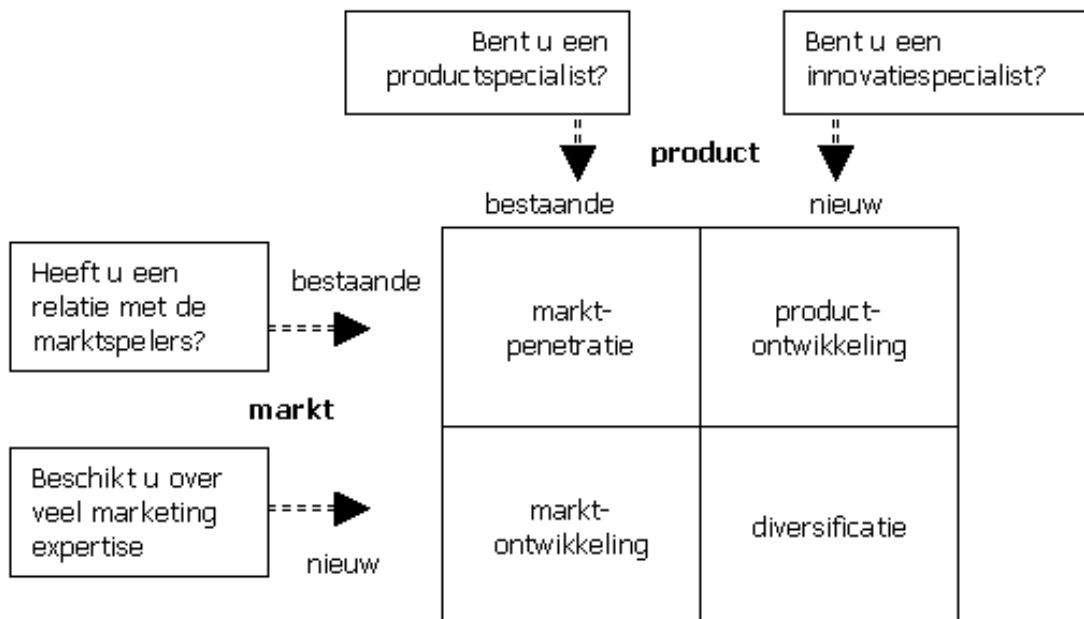 Bent u een
productspecialist?
Bent u een
innovatiespecialist?
product
bestaande
nieuw
Heeft u een
relatie met de
marktspelers?
bestaande
markt-
penetratie
product-
ontwikkeling
markt
Beschikt u over
veel marketing
expertise
nieuw
markt-
ontwikkeling
diversificatie